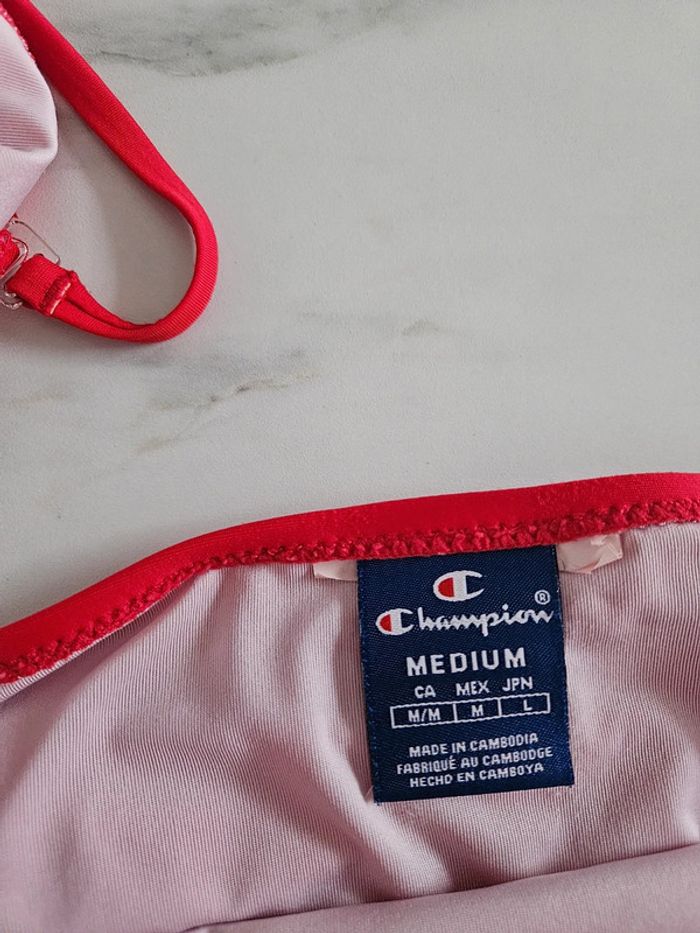 Champion®
MEDIUM
CA MEX JPN
M/M M L
MADE IN CAMBODIA
FABRIQUÉ AU CAMBODGE
HECHO EN CAMBOYA